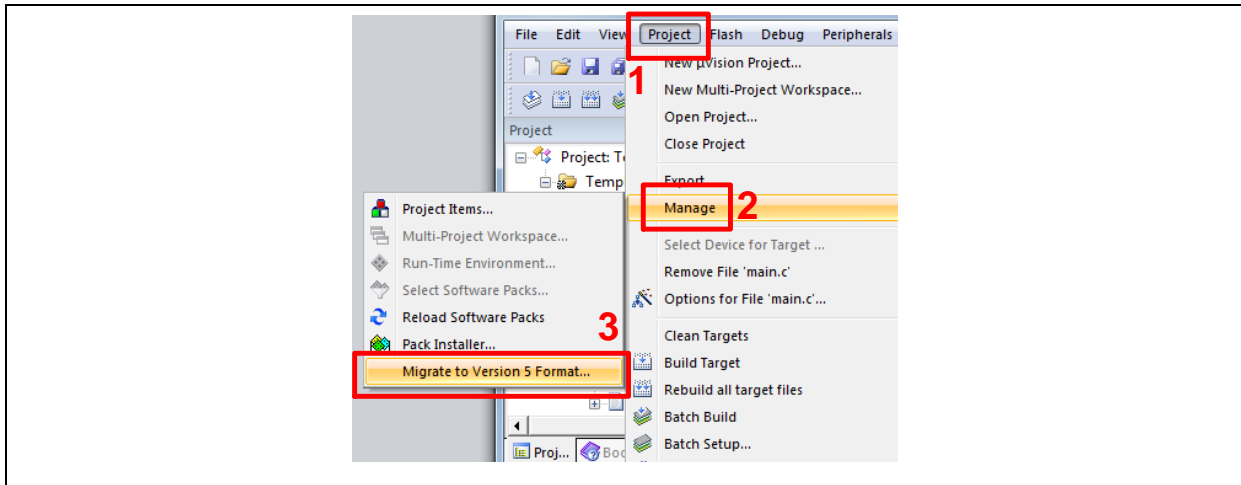 File Edit View Project Flash Debug Peripherals
1
New µVision Project...
New Multi-Project Workspace...
Open Project...
Close Project
Project
Project:
Export
Manage 2
Select Device for Target ...
Remove File 'main.c'
Options for File 'main.c'...
Clean Targets
Build Target
Rebuild all target files
Batch Build
Batch Setup...
Project Items...
Multi-Project Workspace...
Run-Time Environment...
Select Software Packs...
Reload Software Packs
3
Pack Installer...
Migrate to Version 5 Format...
Proj...